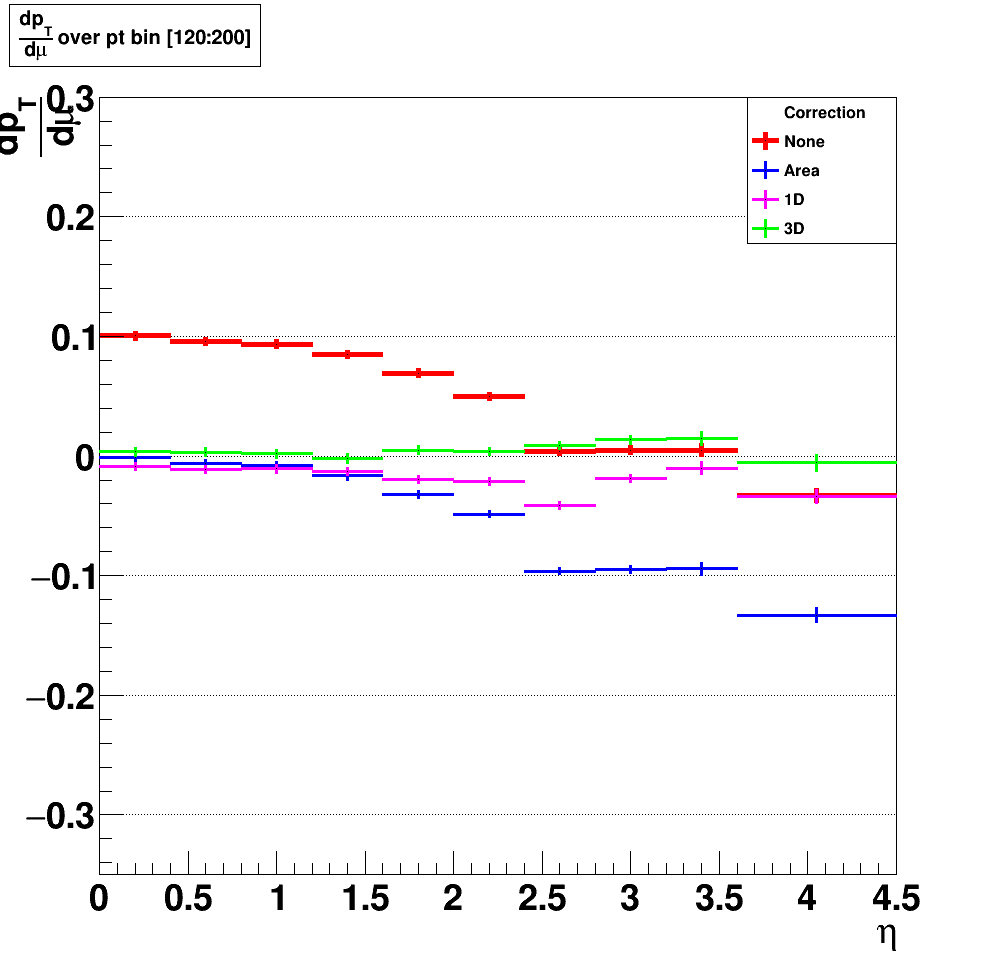 dp_T
dμ over pt bin [120:200]
dp_T
dμ
0.3
0.2
0.1
0
−0.1
−0.2
−0.3
Correction
None
Area
1D
3D
0 0.5 1 1.5 2 2.5 3 3.5 4 4.5
η